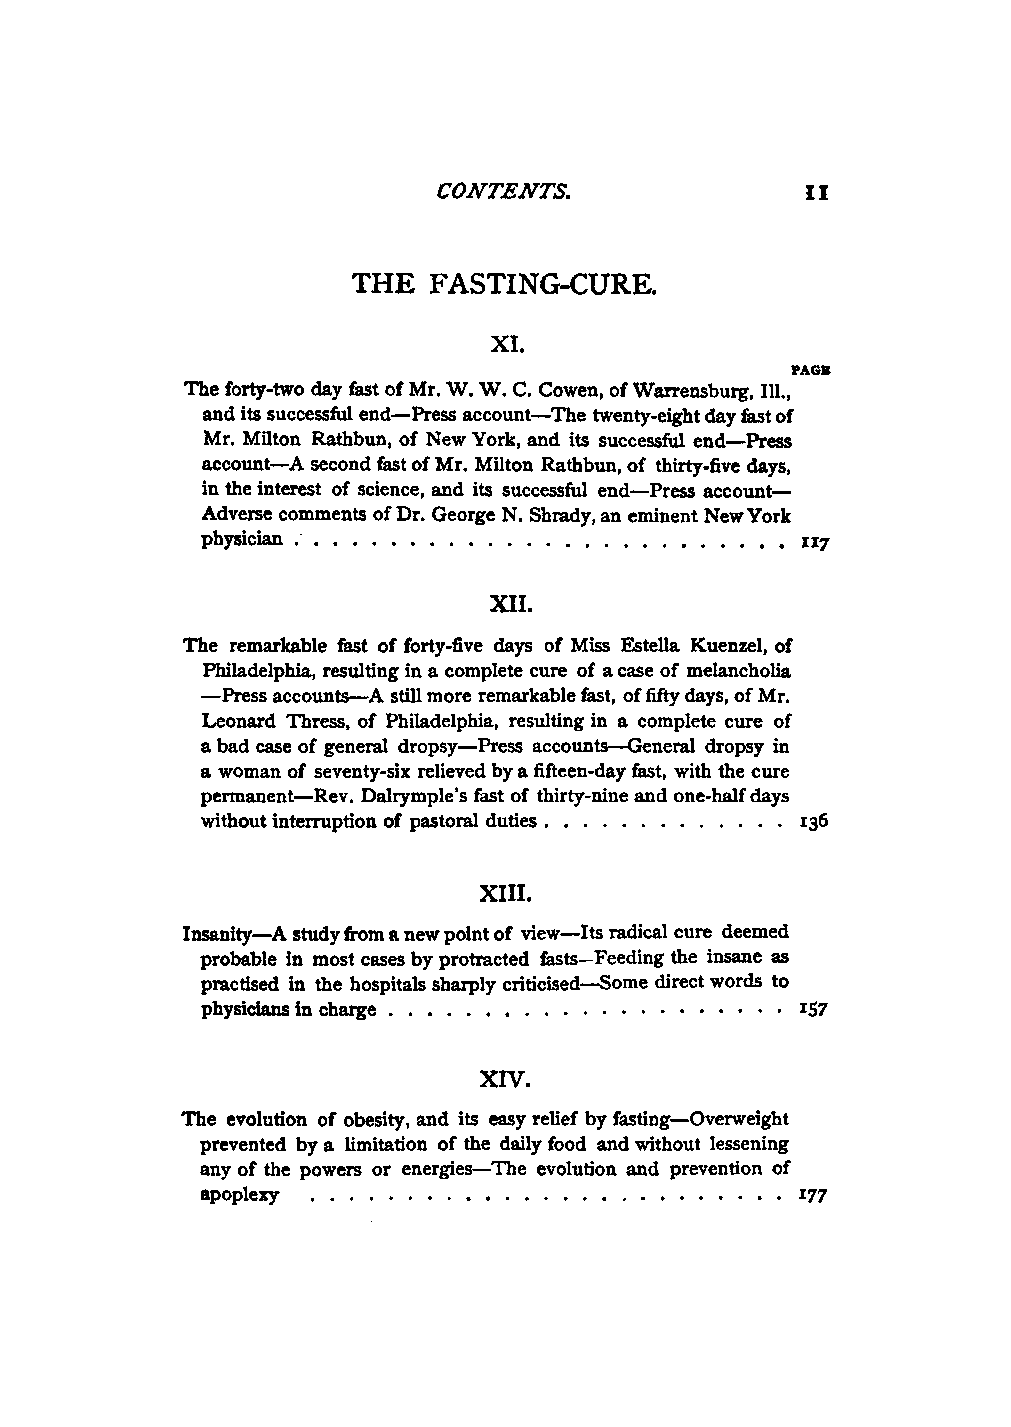 CONTENTS. 11
THE FASTING-CURE.
XI.
PAGE
The forty-two day fast of Mr. W. W. C. Cowen, of Warrensburg, Ill.,
and its successful end—Press account—The twenty-eight day fast of
Mr. Milton Rathbun, of New York, and its successful end—Press
account—A second fast of Mr. Milton Rathbun, of thirty-five days,
in the interest of science, and its successful end—Press account—
Adverse comments of Dr. George N. Shrady, an eminent New York
physician . . . . . . . . . . . . . . . . . . . . . . . . . . 117
XII.
The remarkable fast of forty-five days of Miss Estella Kuenzel, of
Philadelphia, resulting in a complete cure of a case of melancholia
—Press accounts—A still more remarkable fast, of fifty days, of Mr.
Leonard Thress, of Philadelphia, resulting in a complete cure of
a bad case of general dropsy—Press accounts—General dropsy in
a woman of seventy-six relieved by a fifteen-day fast, with the cure
permanent—Rev. Dalrymple's fast of thirty-nine and one-half days
without interruption of pastoral duties . . . . . . . . . . . . . 136
XIII.
Insanity—A study from a new point of view—Its radical cure deemed
probable in most cases by protracted fasts—Feeding the insane as
practised in the hospitals sharply criticised—Some direct words to
physicians in charge . . . . . . . . . . . . . . . . . . . . . 157
XIV.
The evolution of obesity, and its easy relief by fasting—Overweight
prevented by a limitation of the daily food and without lessening
any of the powers or energies—The evolution and prevention of
apoplexy . . . . . . . . . . . . . . . . . . . . . . . . . 177